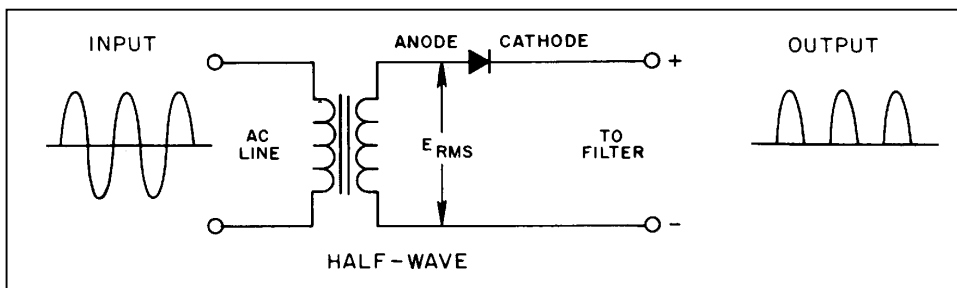 INPUT
ANODE CATHODE
OUTPUT
+
AC
LINE
E RMS
TO
FILTER
-
HALF-WAVE